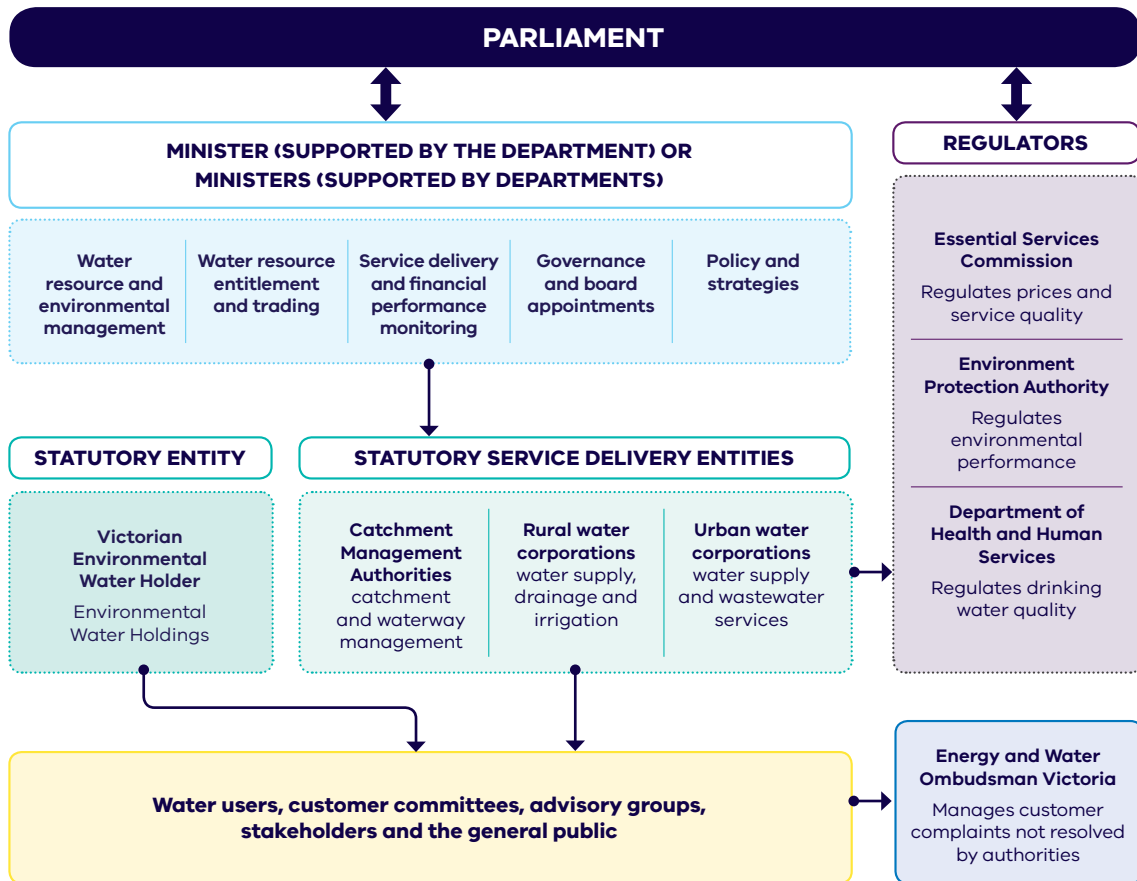 PARLIAMENT
MINISTER (SUPPORTED BY THE DEPARTMENT) OR
MINISTERS (SUPPORTED BY DEPARTMENTS)
Water
resource and
environmental
management
Water resource
entitlement
and trading
Service delivery
and financial
performance
monitoring
Governance
and board
appointments
Policy and
strategies
REGULATORS
Essential Services
Commission
Regulates prices and
service quality
Environment
Protection Authority
Regulates
environmental
performance
Department of
Health and Human
Services
Regulates drinking
water quality
STATUTORY ENTITY
Victorian
Environmental
Water Holder
Environmental
Water Holdings
STATUTORY SERVICE DELIVERY ENTITIES
Catchment
Management
Authorities
catchment
and waterway
management
Rural water
corporations
water supply,
drainage and
irrigation
Urban water
corporations
water supply
and wastewater
services
Water users, customer committees, advisory groups,
stakeholders and the general public
Energy and Water
Ombudsman Victoria
Manages customer
complaints not resolved
by authorities